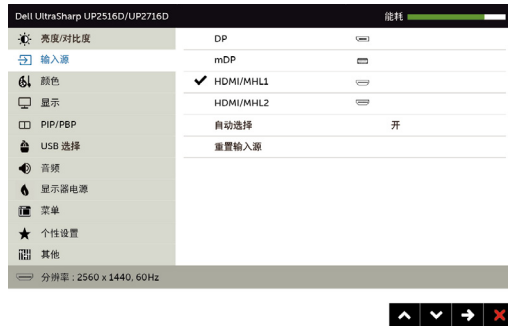 Dell UltraSharp UP2516D/UP2716D 能耗
亮度/对比度
输入源
颜色
显示
PIP/PBP
USB 选择
音频
显示器电源
菜单
个性设置
其他
DP
mDP
HDMI/MHL1
HDMI/MHL2
自动选择 开
重置输入源
分辨率 : 2560 x 1440, 60Hz